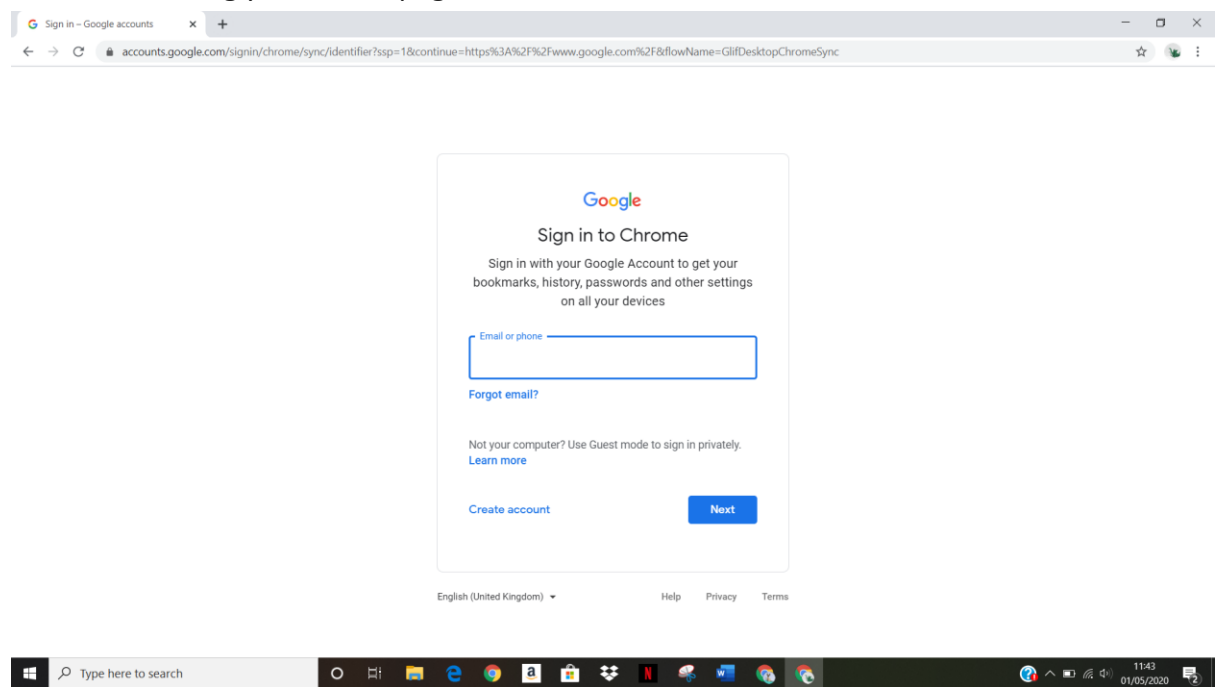 Sign in – Google accounts
accounts.google.com/signin/chrome/sync/identifier?ssp=1&continue=https%3A%2F%2Fwww.google.com%2F&flowName=GlifDesktopChromeSync
Google
Sign in to Chrome
Sign in with your Google Account to get your
bookmarks, history, passwords and other settings
on all your devices
Email or phone
Forgot email?
Not your computer? Use Guest mode to sign in privately.
Learn more
Create account
Next
English (United Kingdom)
Help Privacy Terms
Type here to search
11:43
01/05/2020